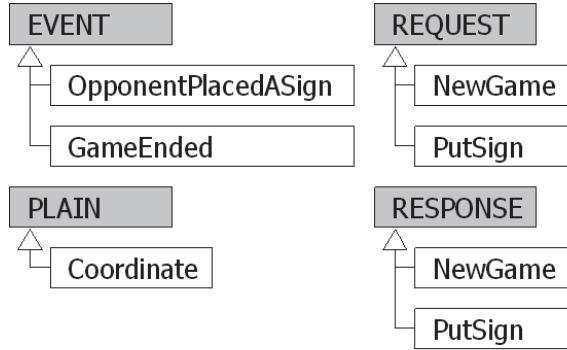 EVENT
OpponentPlacedASign
GameEnded
REQUEST
NewGame
PutSign
PLAIN
Coordinate
RESPONSE
NewGame
PutSign